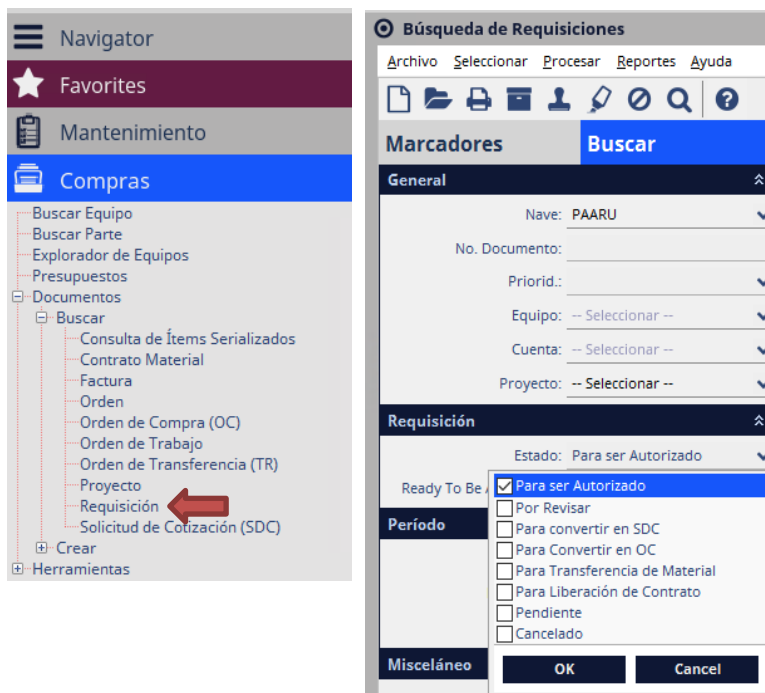 Navigator
Favorites
Mantenimiento
Compras
Buscar Equipo
Buscar Parte
Explorador de Equipos
Presupuestos
Documentos
Buscar
Consulta de Ítems Serializados
Contrato Material
Factura
Orden
Orden de Compra (OC)
Orden de Trabajo
Orden de Transferencia (TR)
Proyecto
Requisición
Solicitud de Cotización (SDC)
Crear
Herramientas
Búsqueda de Requisiciones
Archivo Seleccionar Procesar Reportes Ayuda
Marcadores Buscar
General
Nave: PAARU
No. Documento:
Priorid.:
Equipo: -- Seleccionar --
Cuenta: -- Seleccionar --
Proyecto: -- Seleccionar --
Requisición
Estado: Para ser Autorizado
Ready To Be
Para ser Autorizado
Por Revisar
Período
Para convertir en SDC
Para Convertir en OC
Para Transferencia de Material
Para Liberación de Contrato
Pendiente
Cancelado
Misceláneo
OK Cancel